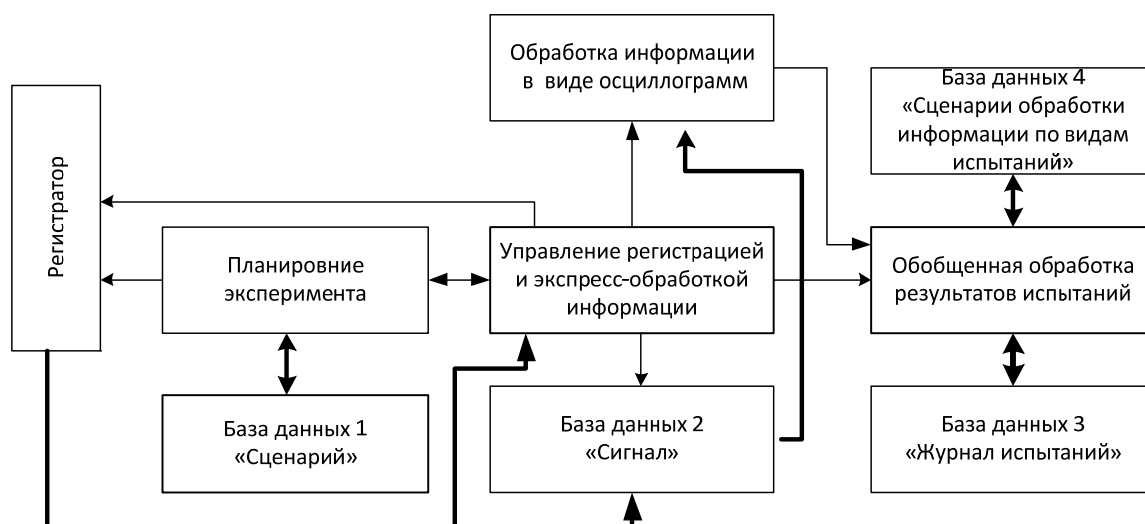 Обработка информации
в виде осциллограмм
База данных 4
«Сценарии обработки
информации по видам
испытаний»
Регистратор
Планировние
эксперимента
Управление регистрацией
и экспресс-обработкой
информации
Обобщенная обработка
результатов испытаний
База данных 1
«Сценарий»
База данных 2
«Сигнал»
База данных 3
«Журнал испытаний»